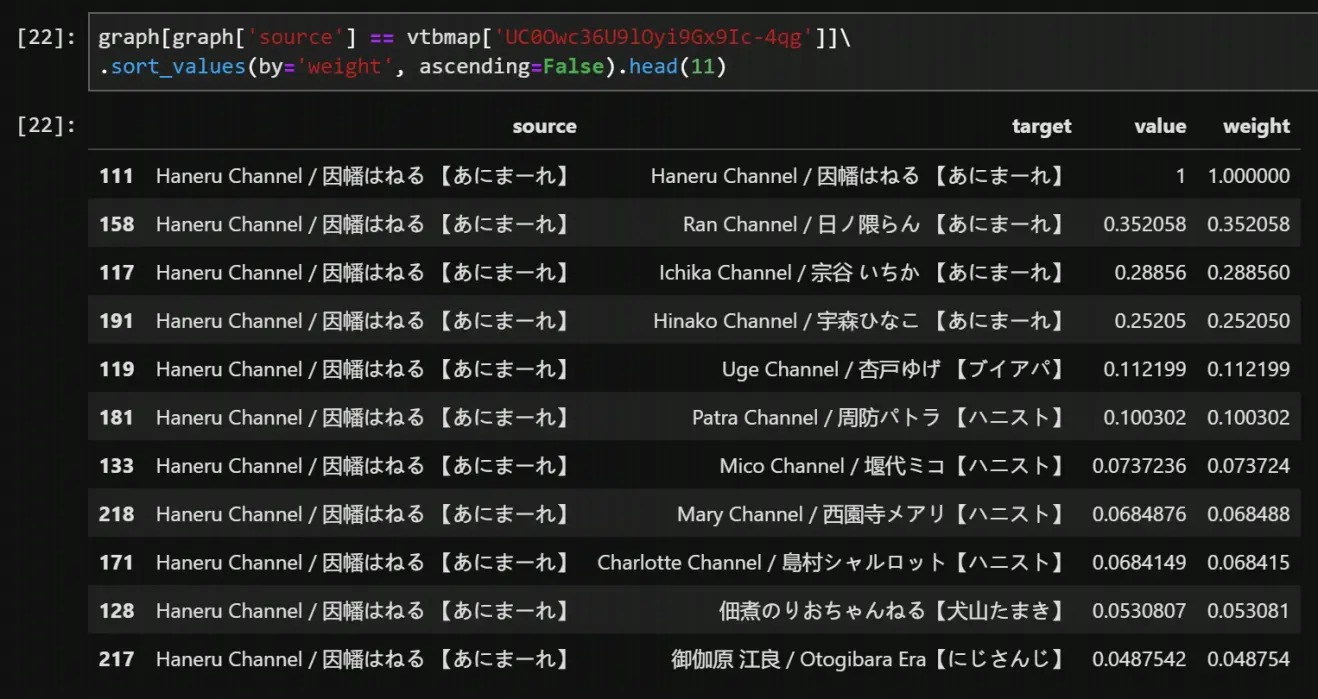 [22]: graph[graph['source'] == vtbmap['UC0Owc36U9lOyi9Gx9Ic-4qg']]\
.sort_values(by='weight', ascending=False).head(11)
[22]: source target value weight
111 Haneru Channel / 因幡はねる 【あにまーれ】 Haneru Channel / 因幡はねる 【あにまーれ】 1 1.000000
158 Haneru Channel / 因幡はねる 【あにまーれ】 Ran Channel / 日ノ隈らん 【あにまーれ】 0.352058 0.352058
117 Haneru Channel / 因幡はねる 【あにまーれ】 Ichika Channel / 宗谷 いちか 【あにまーれ】 0.28856 0.288560
191 Haneru Channel / 因幡はねる 【あにまーれ】 Hinako Channel / 宇森ひなこ 【あにまーれ】 0.25205 0.252050
119 Haneru Channel / 因幡はねる 【あにまーれ】 Uge Channel / 杏戸ゆげ 【ブイアパ】 0.112199 0.112199
181 Haneru Channel / 因幡はねる 【あにまーれ】 Patra Channel / 周防パトラ 【ハニスト】 0.100302 0.100302
133 Haneru Channel / 因幡はねる 【あにまーれ】 Mico Channel / 堰代ミコ【ハニスト】 0.0737236 0.073724
218 Haneru Channel / 因幡はねる 【あにまーれ】 Mary Channel / 西園寺メアリ【ハニスト】 0.0684876 0.068488
171 Haneru Channel / 因幡はねる 【あにまーれ】 Charlotte Channel / 島村シャルロット【ハニスト】 0.0684149 0.068415
128 Haneru Channel / 因幡はねる 【あにまーれ】 佃煮のりおちゃんねる【犬山たまき】 0.0530807 0.053081
217 Haneru Channel / 因幡はねる 【あにまーれ】 御伽原 江良 / Otogibara Era【にじさんじ】 0.0487542 0.048754